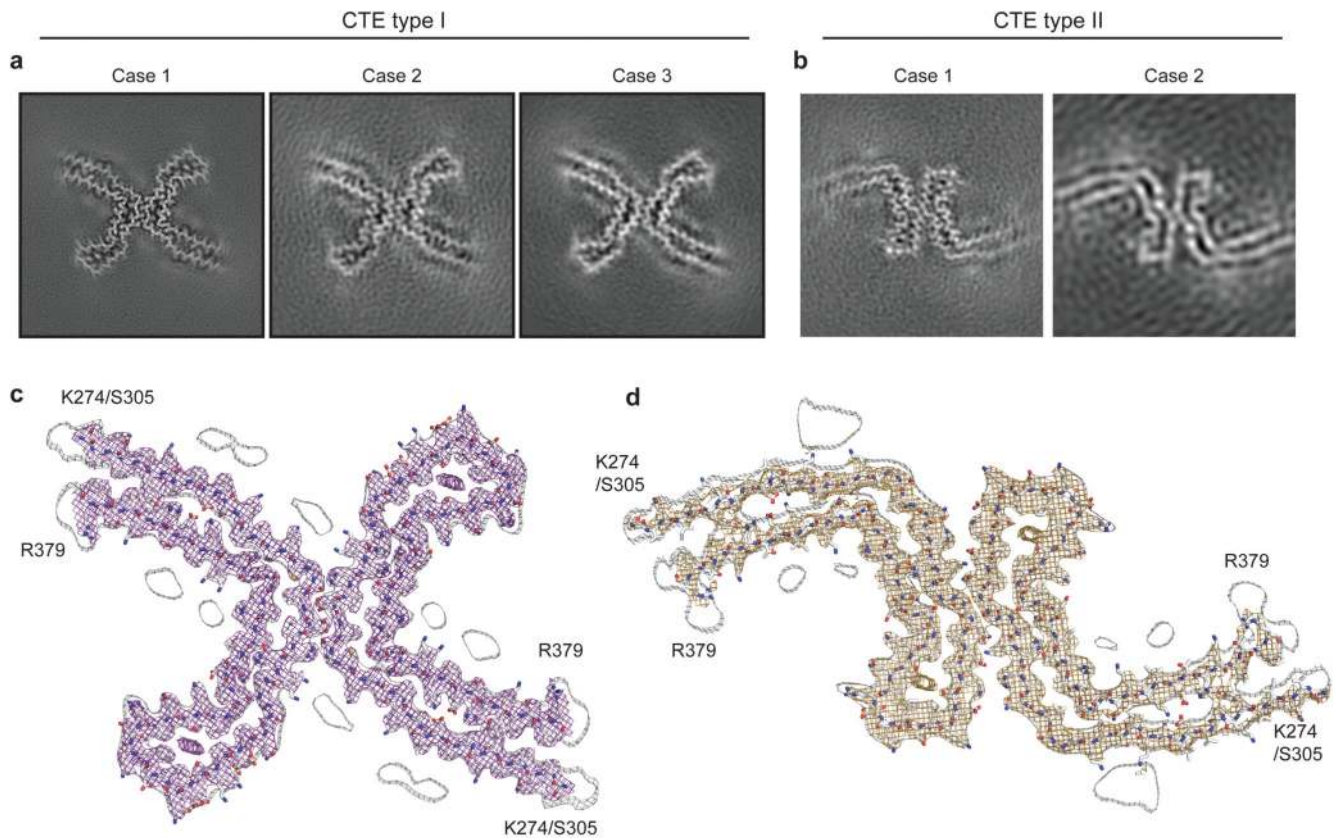 CTE type I
CTE type II
a
Case 1
Case 2
Case 3
b
Case 1
Case 2
c
K274/S305
R379
R379
K274/S305
d
K274
/S305
R379
R379
K274
/S305